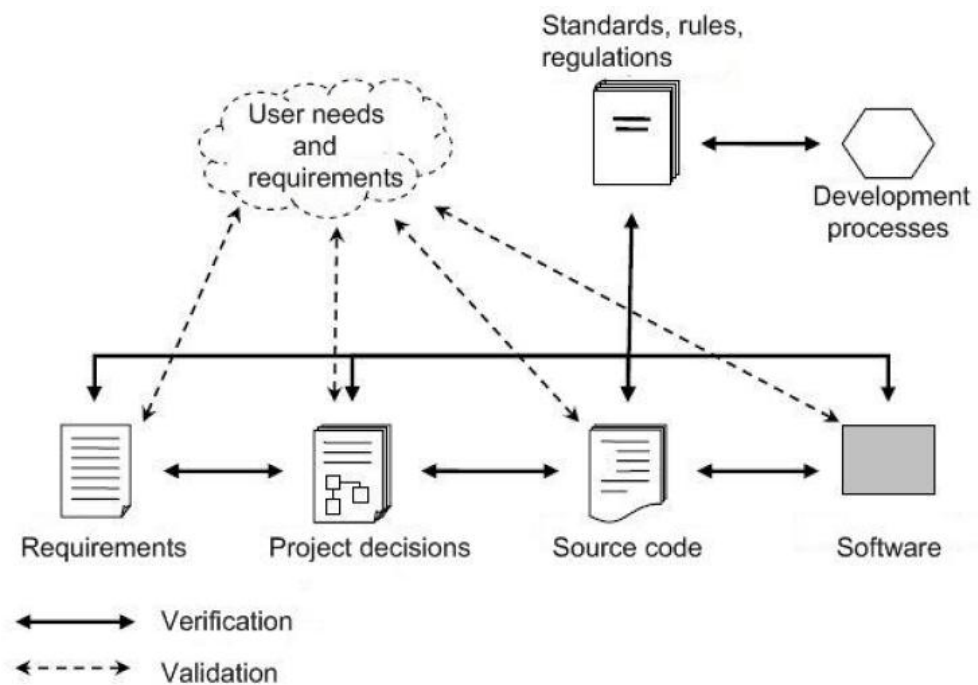 Standards, rules,
regulations
User needs
and
requirements
Development
processes
Requirements
Project decisions
Source code
Software
Verification
Validation